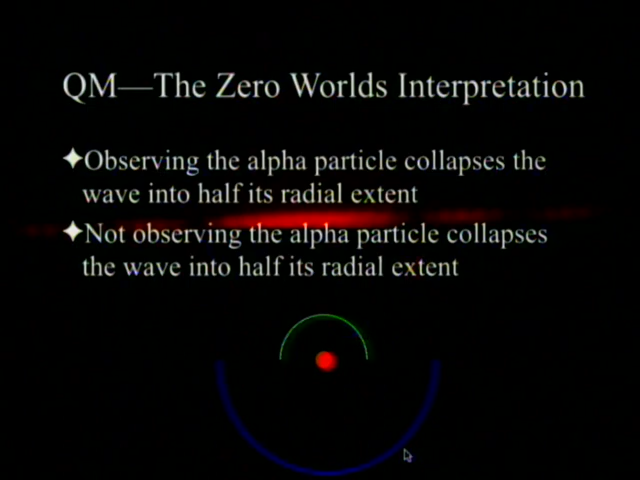 QM—The Zero Worlds Interpretation
Observing the alpha particle collapses the
wave into half its radial extent
Not observing the alpha particle collapses
the wave into half its radial extent